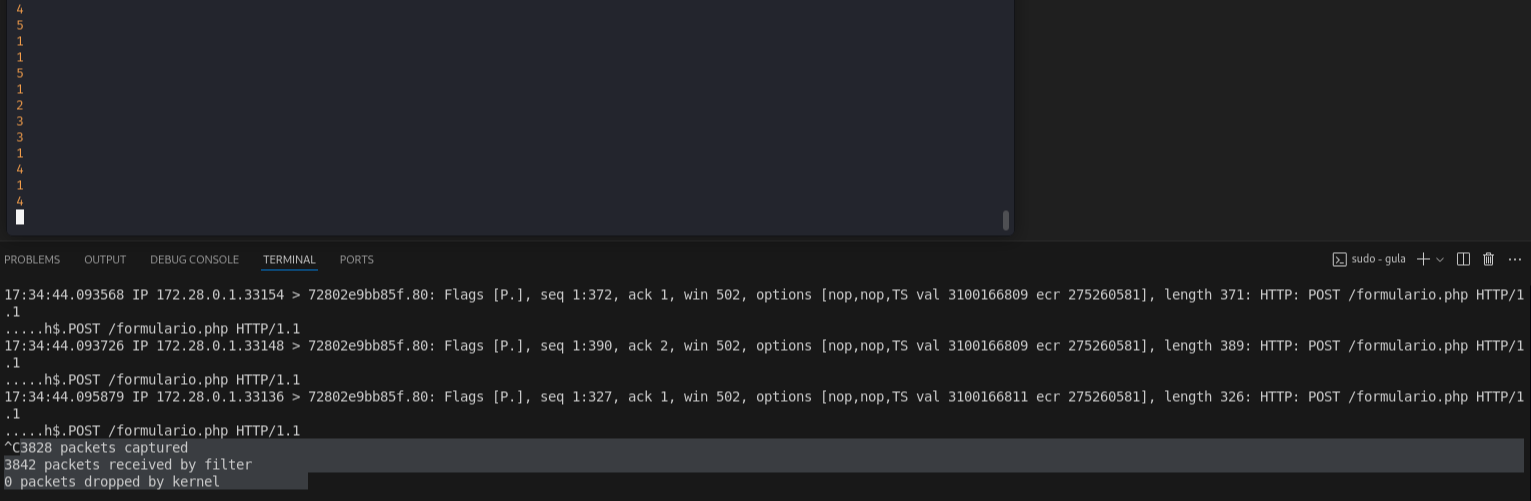 4
5
1
1
5
1
2
3
3
1
4
1
4
PROBLEMS OUTPUT DEBUG CONSOLE TERMINAL PORTS sudo - gula
17:34:44.093568 IP 172.28.0.1.33154 > 72802e9bb85f.80: Flags [P.], seq 1:372, ack 1, win 502, options [nop,nop,TS val 3100166809 ecr 275260581], length 371: HTTP: POST /formulario.php HTTP/1
.1
.....h$.POST /formulario.php HTTP/1.1
17:34:44.093726 IP 172.28.0.1.33148 > 72802e9bb85f.80: Flags [P.], seq 1:390, ack 2, win 502, options [nop,nop,TS val 3100166809 ecr 275260581], length 389: HTTP: POST /formulario.php HTTP/1
.1
.....h$.POST /formulario.php HTTP/1.1
17:34:44.095879 IP 172.28.0.1.33136 > 72802e9bb85f.80: Flags [P.], seq 1:327, ack 1, win 502, options [nop,nop,TS val 3100166811 ecr 275260581], length 326: HTTP: POST /formulario.php HTTP/1
.1
.....h$.POST /formulario.php HTTP/1.1
^C3828 packets captured
3842 packets received by filter
0 packets dropped by kernel